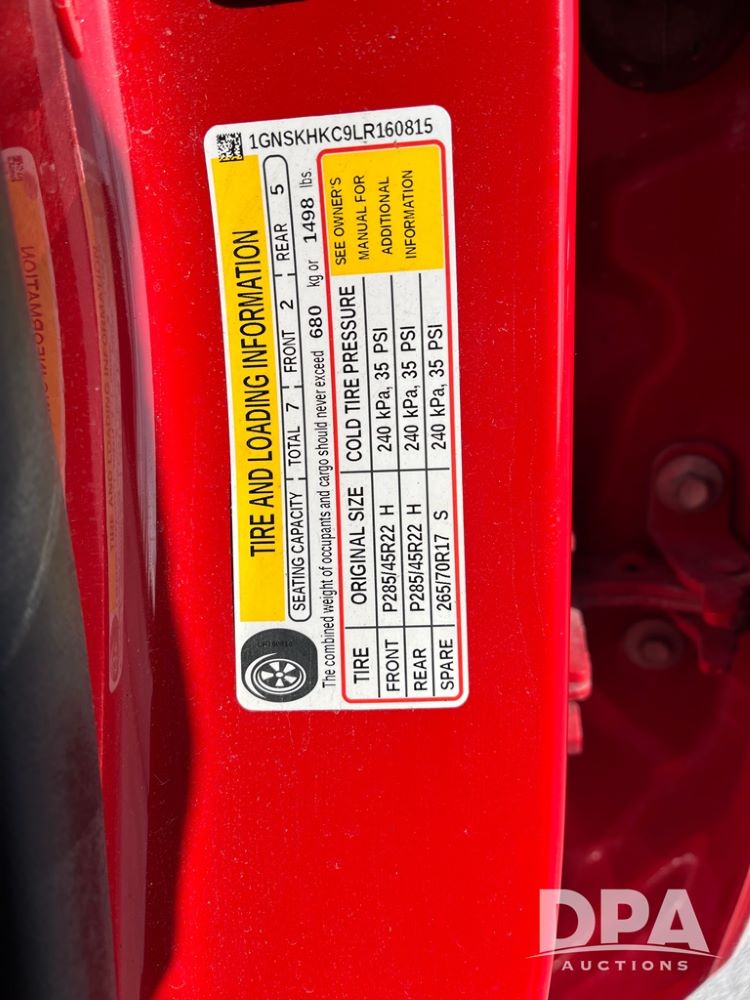 1GNSKHKC9LR160815
TIRE AND LOADING INFORMATION
SEATING CAPACITY TOTAL 7 FRONT 2 REAR 5
The combined weight of occupants and cargo should never exceed 680 kg or 1498 lbs.
TIRE ORIGINAL SIZE COLD TIRE PRESSURE SEE OWNER'S
FRONT P285/45R22 H 240 kPa, 35 PSI MANUAL FOR
REAR P285/45R22 H 240 kPa, 35 PSI ADDITIONAL
SPARE 265/70R17 S 240 kPa, 35 PSI INFORMATION
DPA
AUCTIONS